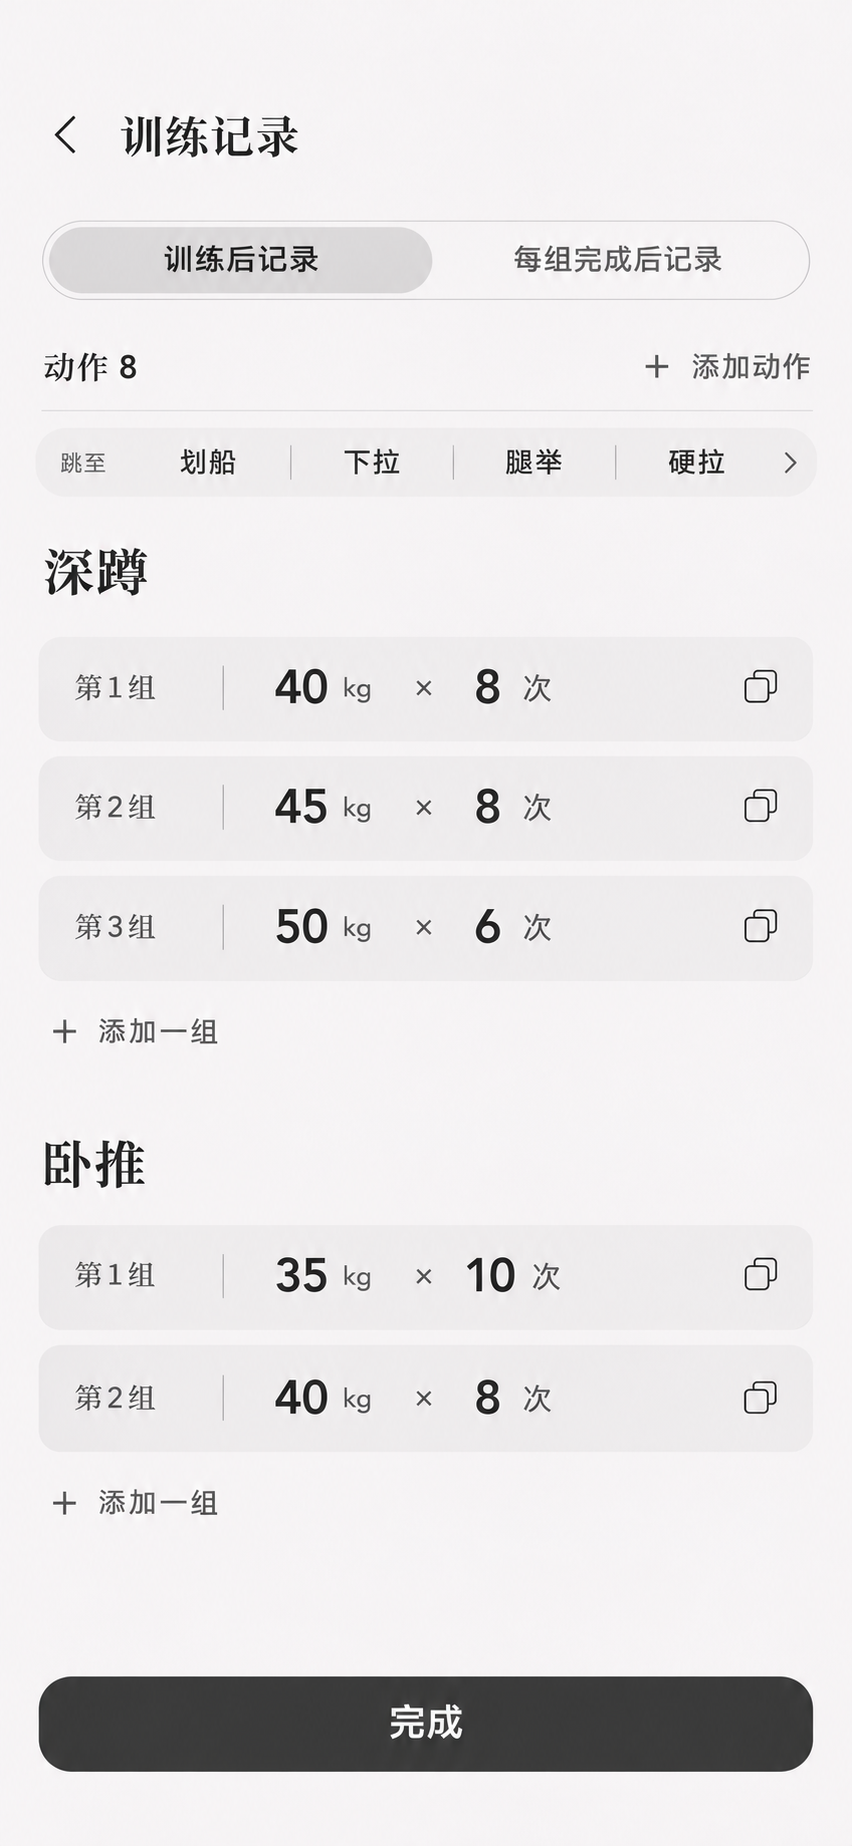 训练记录
训练后记录 每组完成后记录
动作 8 + 添加动作
跳至 划船 下拉 腿举 硬拉
深蹲
第1组 40 kg × 8 次
第2组 45 kg × 8 次
第3组 50 kg × 6 次
+ 添加一组
卧推
第1组 35 kg × 10 次
第2组 40 kg × 8 次
+ 添加一组
完成